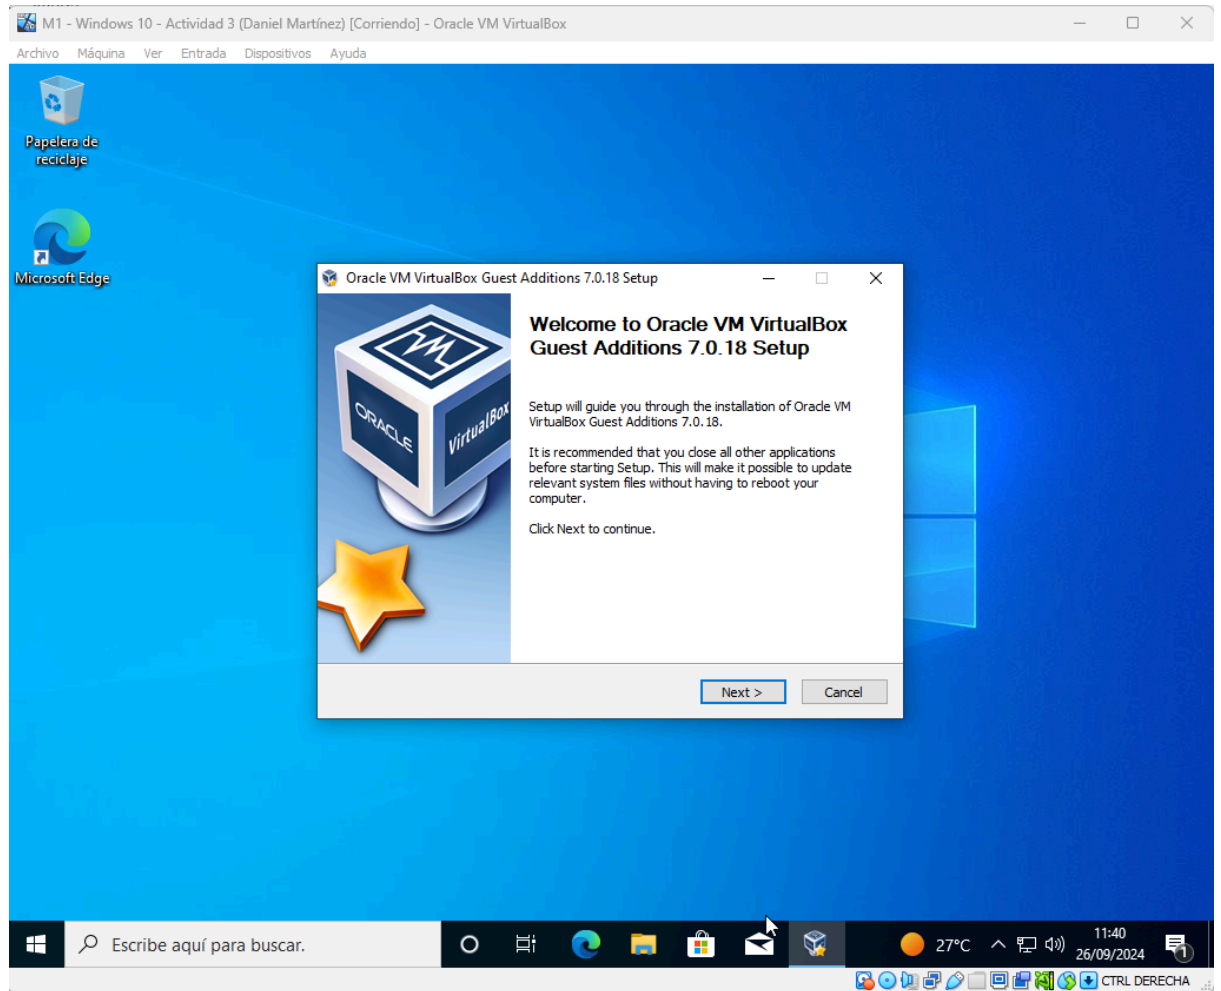 M1 - Windows 10 - Actividad 3 (Daniel Martínez) [Corriendo] - Oracle VM VirtualBox
Archivo Máquina Ver Entrada Dispositivos Ayuda
Papelera de
reciclaje
Microsoft Edge
Oracle VM VirtualBox Guest Additions 7.0.18 Setup
ORACLE
VirtualBox
Welcome to Oracle VM VirtualBox
Guest Additions 7.0.18 Setup
Setup will guide you through the installation of Oracle VM
VirtualBox Guest Additions 7.0.18.
It is recommended that you close all other applications
before starting Setup. This will make it possible to update
relevant system files without having to reboot your
computer.
Click Next to continue.
Next >
Cancel
Escribe aquí para buscar.
27°C
11:40
26/09/2024
1
CTRL DERECHA